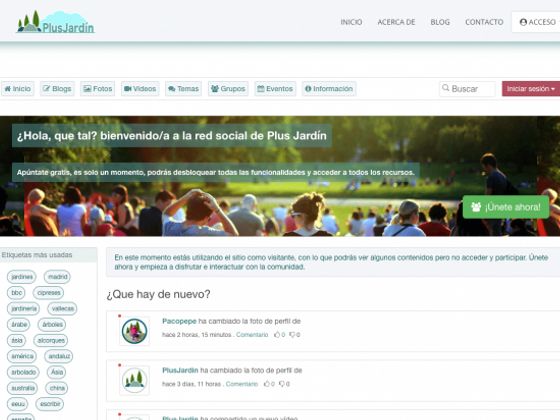 PlusJardín
INICIO ACERCA DE BLOG CONTACTO ACCESO
Inicio Blogs Fotos Vídeos Temas Grupos Eventos Información Buscar Iniciar sesión
¿Hola, que tal? bienvenido/a a la red social de Plus Jardín
Apúntate gratis, es solo un momento, podrás desbloquear todas las funcionalidades y acceder a todos los recursos.
¡Únete ahora!
Etiquetas más usadas
jardines madrid
bbc cipreses
jardinería vallecas
árabe árboles
ásia alcorques
américa andaluz
arbolado Ásia
australia china
eeuu escribir
En este momento estás utilizando el sitio como visitante, con lo que podrás ver algunos contenidos pero no acceder y participar. Únete
ahora y empieza a disfrutar e interactuar con la comunidad.
¿Que hay de nuevo?
Pacopepe ha cambiado la foto de perfil de
hace 2 horas, 15 minutos . Comentario 0 0
PlusJardin ha cambiado la foto de perfil de
hace 3 días, 11 horas . Comentario 0 0